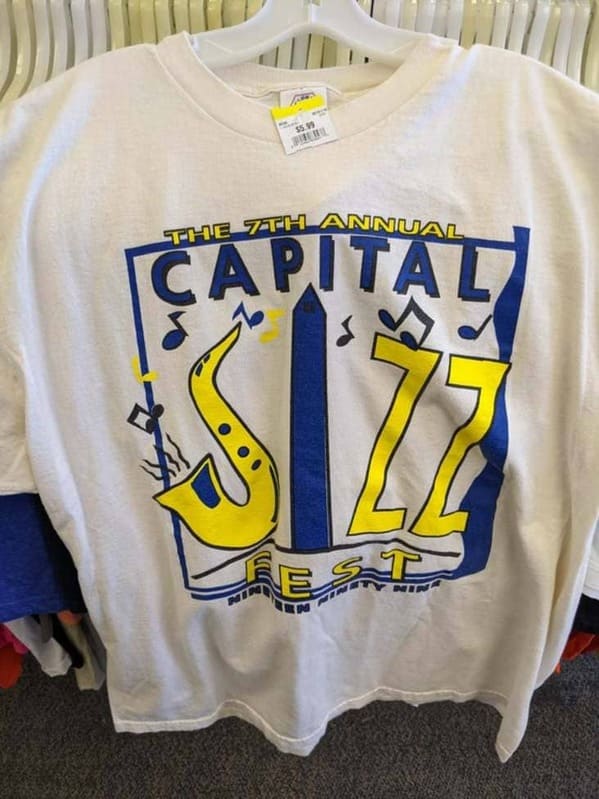 $5.99
THE 7TH ANNUAL
CAPITAL
JAZZ
FEST
NINETEEN NINETY NINE